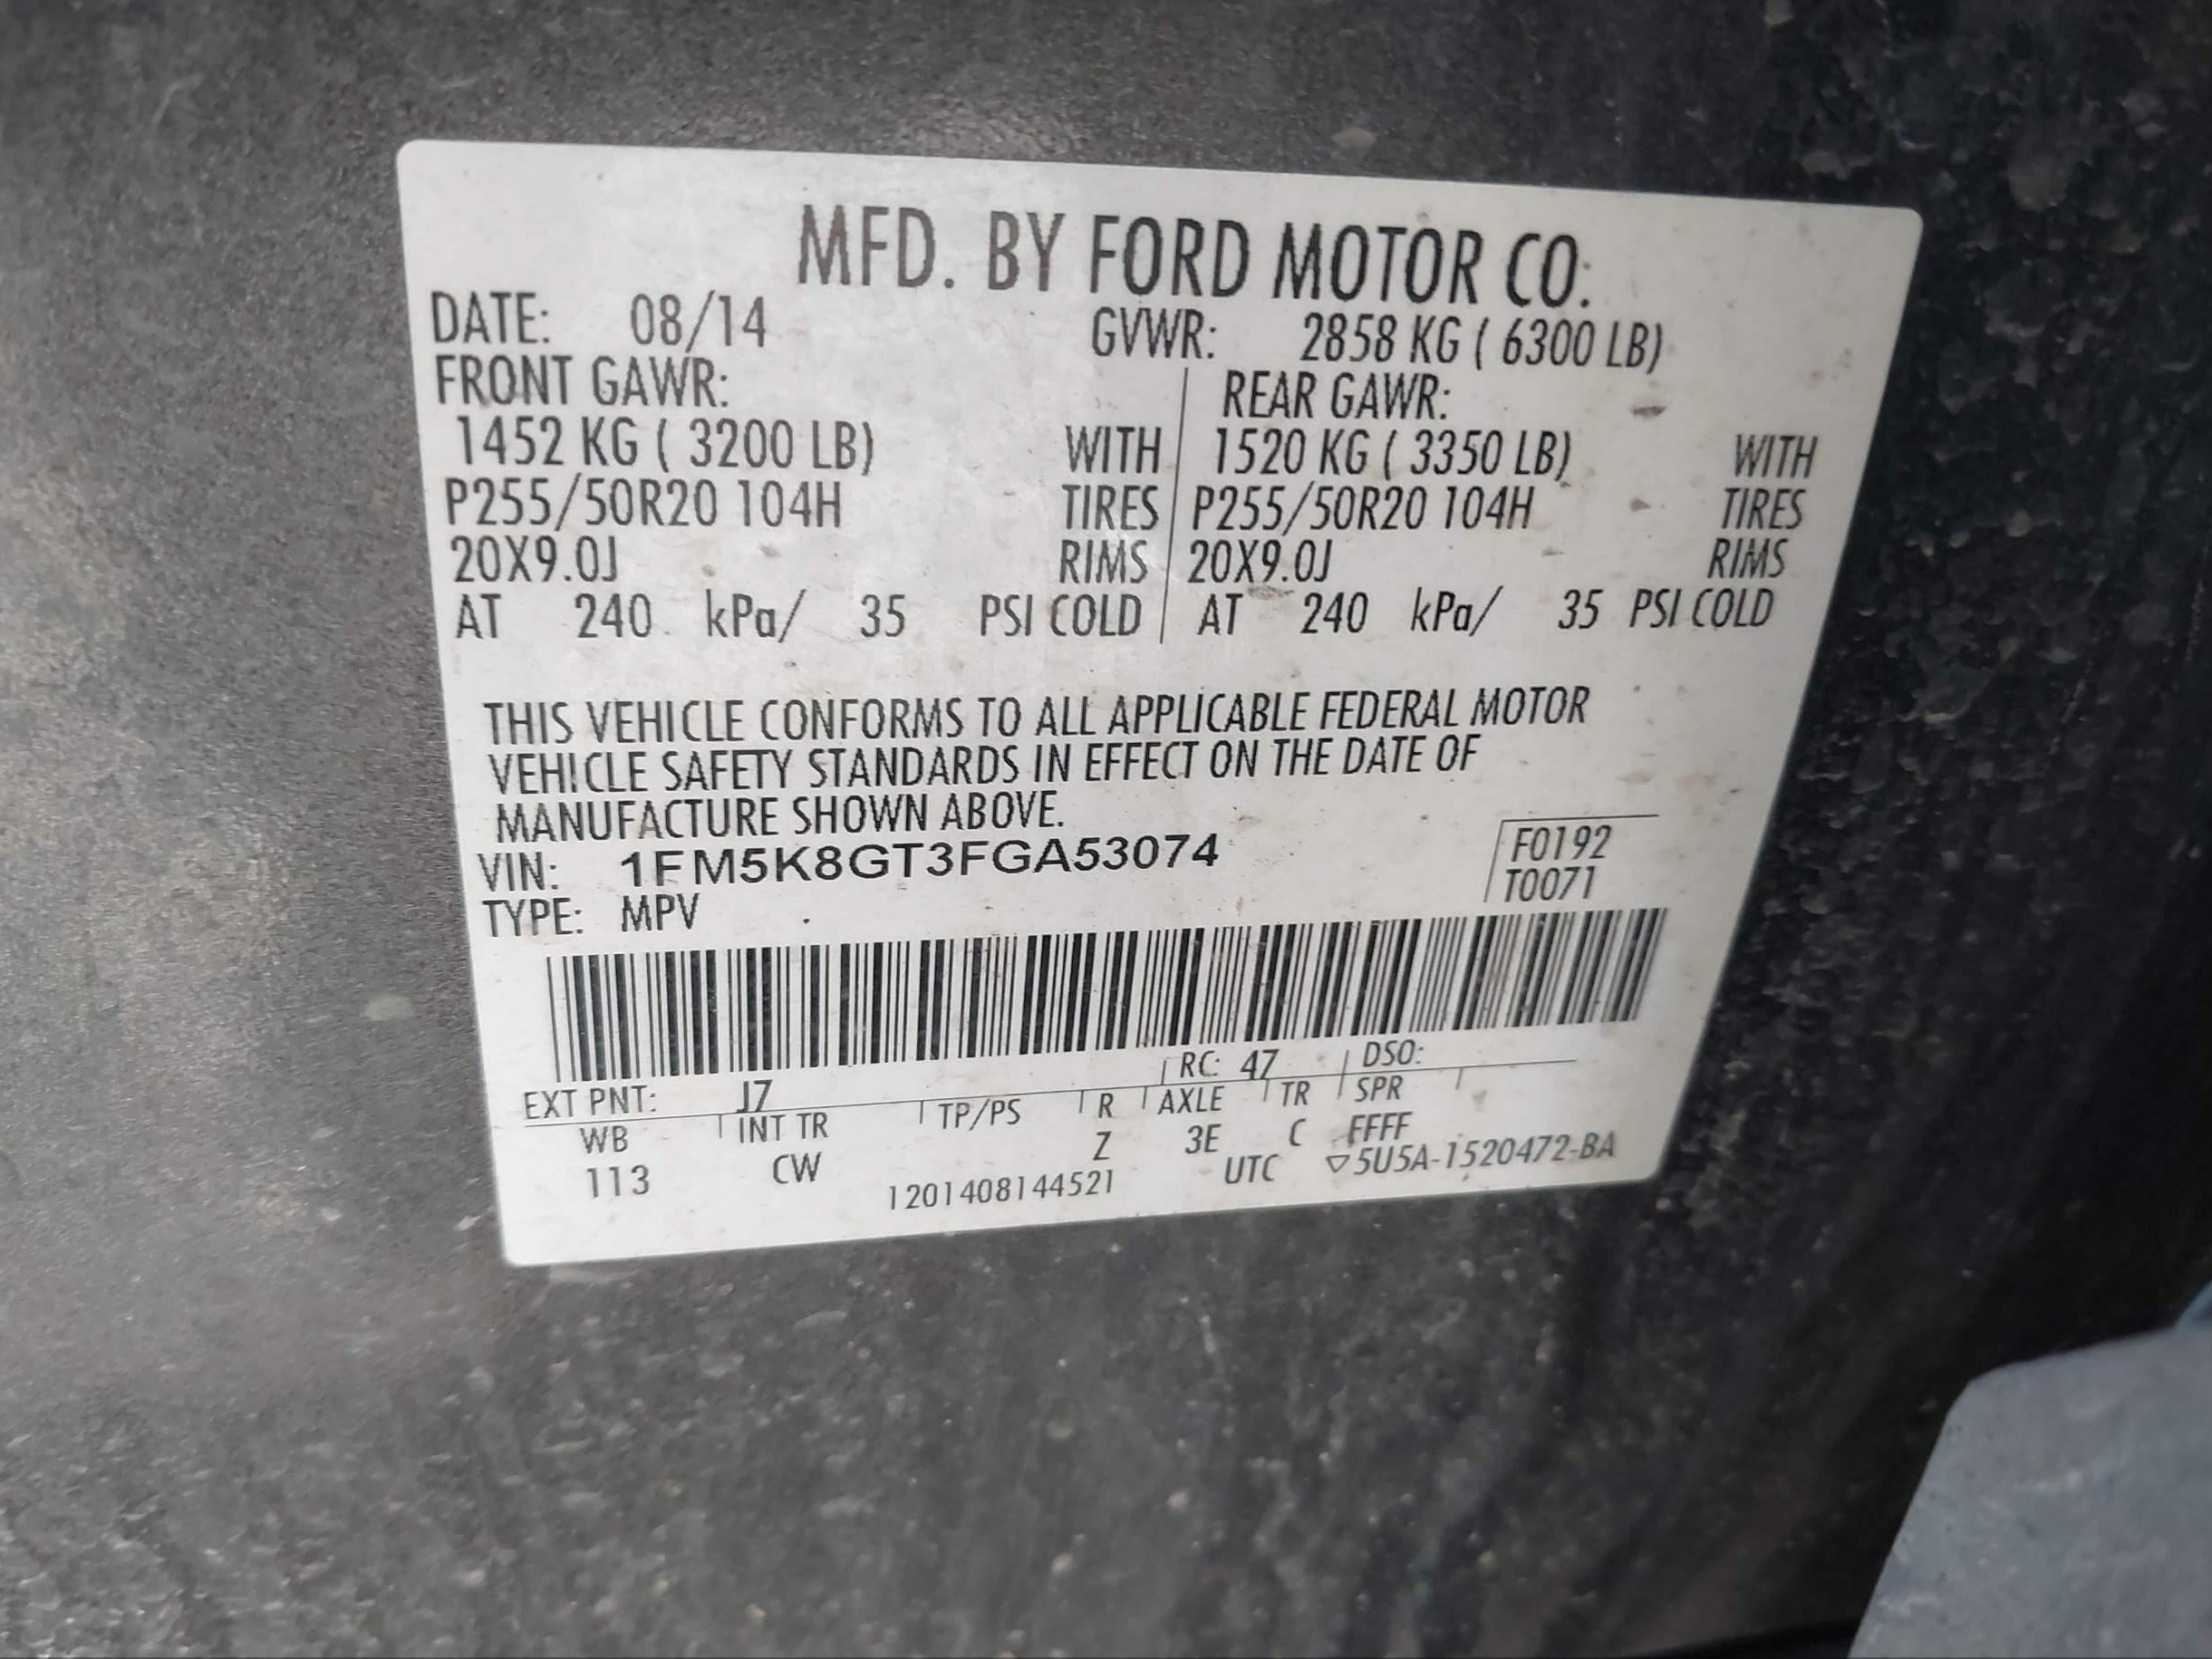 MFD. BY FORD MOTOR CO.
DATE: 08/14 GVWR: 2858 KG ( 6300 LB)
FRONT GAWR: REAR GAWR:
1452 KG ( 3200 LB) WITH 1520 KG ( 3350 LB) WITH
P255/50R20 104H TIRES P255/50R20 104H TIRES
20X9.0J RIMS 20X9.0J RIMS
AT 240 kPa/ 35 PSI COLD AT 240 kPa/ 35 PSI COLD
THIS VEHICLE CONFORMS TO ALL APPLICABLE FEDERAL MOTOR
VEHICLE SAFETY STANDARDS IN EFFECT ON THE DATE OF
MANUFACTURE SHOWN ABOVE.
VIN: 1FM5K8GT3FGA53074 F0192
TYPE: MPV T0071
EXT PNT: J7 RC: 47 DSO:
WB INT TR TP/PS R AXLE TR SPR
113 CW Z 3E C FFFF
1201408144521 UTC ▽5U5A-1520472-BA